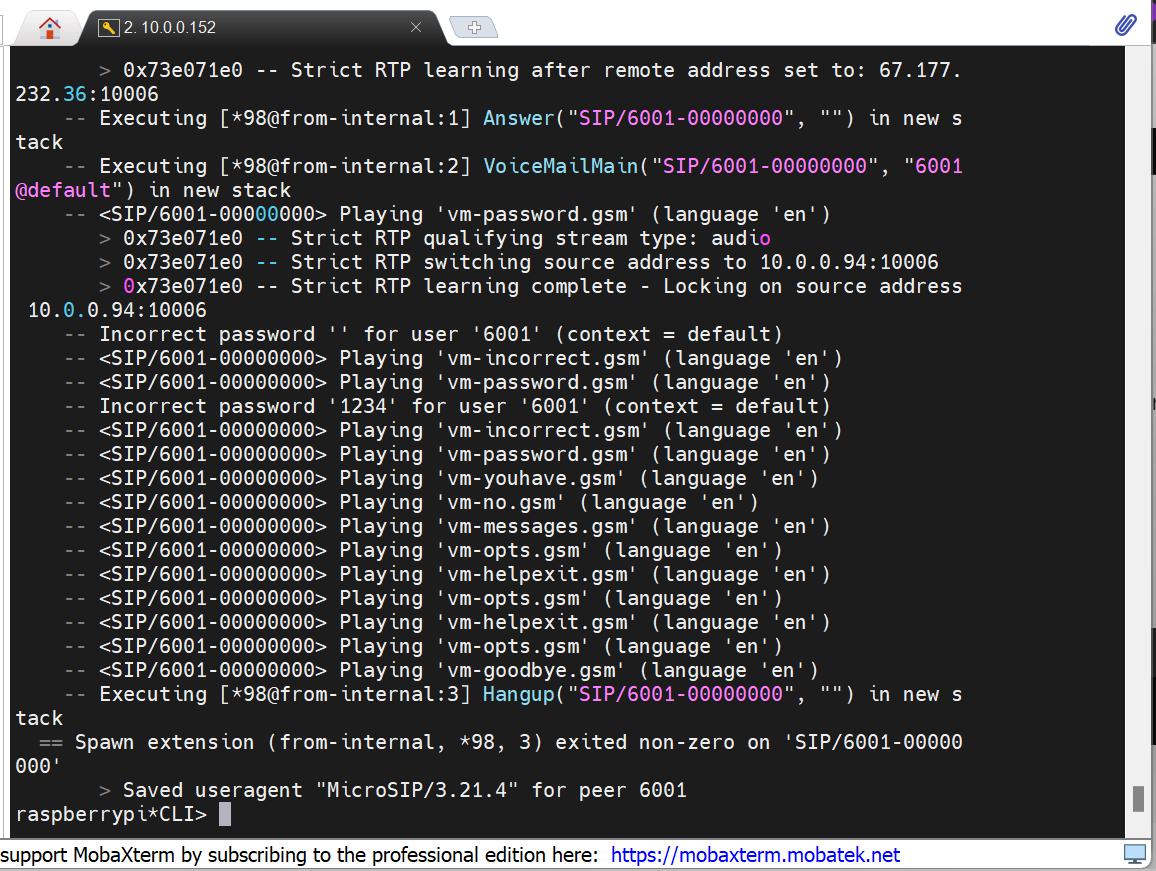 2. 10.0.0.152
> 0x73e071e0 -- Strict RTP learning after remote address set to: 67.177.
232.36:10006
-- Executing [*98@from-internal:1] Answer("SIP/6001-00000000", "") in new s
tack
-- Executing [*98@from-internal:2] VoiceMailMain("SIP/6001-00000000", "6001
@default") in new stack
-- <SIP/6001-00000000> Playing 'vm-password.gsm' (language 'en')
> 0x73e071e0 -- Strict RTP qualifying stream type: audio
> 0x73e071e0 -- Strict RTP switching source address to 10.0.0.94:10006
> 0x73e071e0 -- Strict RTP learning complete - Locking on source address
10.0.0.94:10006
-- Incorrect password '' for user '6001' (context = default)
-- <SIP/6001-00000000> Playing 'vm-incorrect.gsm' (language 'en')
-- <SIP/6001-00000000> Playing 'vm-password.gsm' (language 'en')
-- Incorrect password '1234' for user '6001' (context = default)
-- <SIP/6001-00000000> Playing 'vm-incorrect.gsm' (language 'en')
-- <SIP/6001-00000000> Playing 'vm-password.gsm' (language 'en')
-- <SIP/6001-00000000> Playing 'vm-youhave.gsm' (language 'en')
-- <SIP/6001-00000000> Playing 'vm-no.gsm' (language 'en')
-- <SIP/6001-00000000> Playing 'vm-messages.gsm' (language 'en')
-- <SIP/6001-00000000> Playing 'vm-opts.gsm' (language 'en')
-- <SIP/6001-00000000> Playing 'vm-helpexit.gsm' (language 'en')
-- <SIP/6001-00000000> Playing 'vm-opts.gsm' (language 'en')
-- <SIP/6001-00000000> Playing 'vm-helpexit.gsm' (language 'en')
-- <SIP/6001-00000000> Playing 'vm-opts.gsm' (language 'en')
-- <SIP/6001-00000000> Playing 'vm-goodbye.gsm' (language 'en')
-- Executing [*98@from-internal:3] Hangup("SIP/6001-00000000", "") in new s
tack
== Spawn extension (from-internal, *98, 3) exited non-zero on 'SIP/6001-00000
000'
> Saved useragent "MicroSIP/3.21.4" for peer 6001
raspberrypi*CLI>
support MobaXterm by subscribing to the professional edition here: https://mobaxterm.mobatek.net